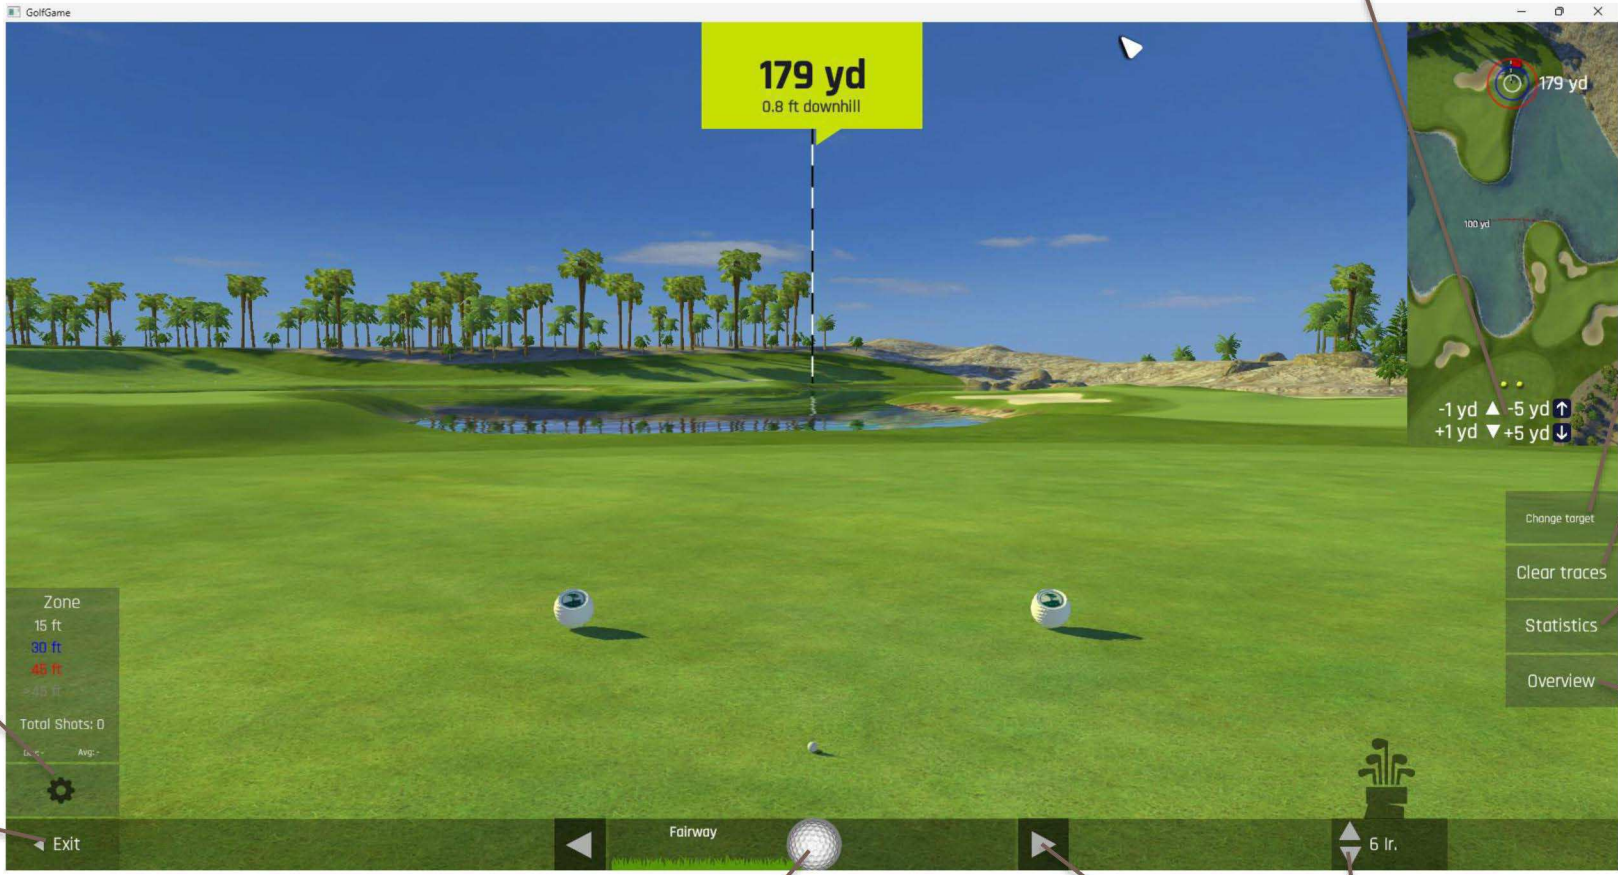 GolfGame
179 yd
0.8 ft downhill
179 yd
100 yd
-1 yd ▲ -5 yd ↑
+1 yd ▼ +5 yd ↓
Change target
Clear traces
Statistics
Overview
Zone
15 ft
30 ft
45 ft
>45 ft
Total Shots: 0
Avg: -
Exit
Fairway
6 Ir.